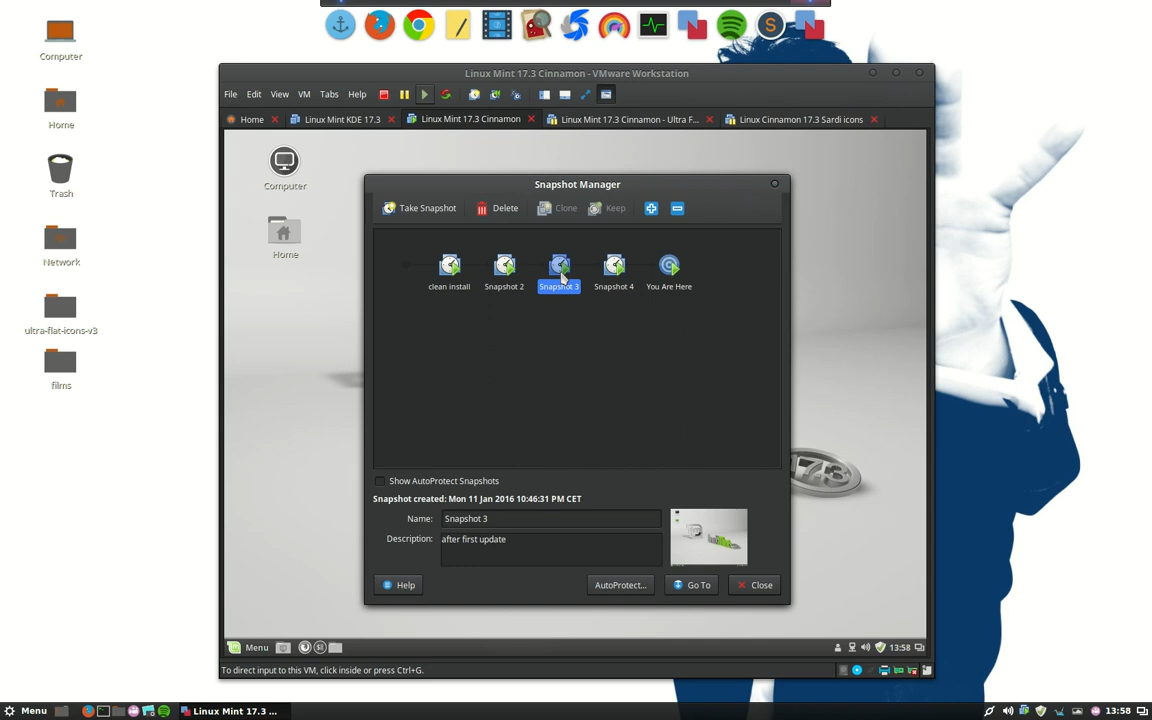 Computer
Home
Trash
Network
ultra-flat-icons-v3
films
Linux Mint 17.3 Cinnamon - VMware Workstation
File Edit View VM Tabs Help
Home Linux Mint KDE 17.3 Linux Mint 17.3 Cinnamon Linux Mint 17.3 Cinnamon - Ultra F... Linux Cinnamon 17.3 Sardi icons
Computer
Home
Snapshot Manager
Take Snapshot Delete Clone Keep
clean install Snapshot 2 Snapshot 3 Snapshot 4 You Are Here
Show AutoProtect Snapshots
Snapshot created: Mon 11 Jan 2016 10:46:31 PM CET
Name: Snapshot 3
Description: after first update
Help AutoProtect... Go To Close
17.3
Menu 13:58
To direct input to this VM, click inside or press Ctrl+G.
Menu Linux Mint 17.3 ... 13:58